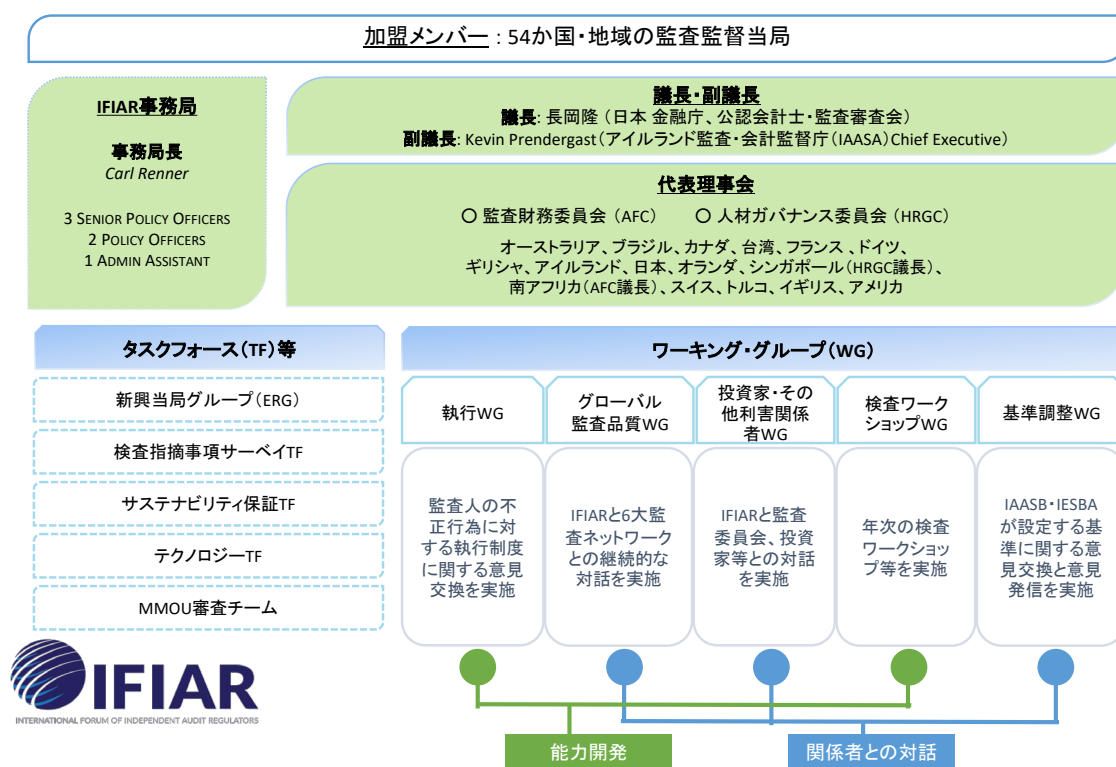 加盟メンバー : 54か国・地域の監査監督当局
IFIAR事務局
事務局長
Carl Renner
3 SENIOR POLICY OFFICERS
2 POLICY OFFICERS
1 ADMIN ASSISTANT
議長・副議長
議長: 長岡隆 (日本 金融庁、公認会計士・監査審査会)
副議長: Kevin Prendergast(アイルランド監査・会計監督庁(IAASA)Chief Executive)
代表理事会
○ 監査財務委員会 (AFC) ○ 人材ガバナンス委員会 (HRGC)
オーストラリア、ブラジル、カナダ、台湾、フランス、ドイツ、
ギリシャ、アイルランド、日本、オランダ、シンガポール(HRGC議長)、
南アフリカ(AFC議長)、スイス、トルコ、イギリス、アメリカ
タスクフォース(TF)等
新興当局グループ(ERG)
検査指摘事項サーベイTF
サステナビリティ保証TF
テクノロジーTF
MMOU審査チーム
ワーキング・グループ(WG)
執行WG
監査人の不
正行為に対
する執行制度
に関する意見
交換を実施
グローバル
監査品質WG
IFIARと6大監
査ネットワーク
との継続的な
対話を実施
投資家・その
他利害関係
者WG
IFIARと監査
委員会、投資
家等との対話
を実施
検査ワーク
ショップWG
年次の検査
ワークショッ
プ等を実施
基準調整WG
IAASB・IESBA
が設定する基
準に関する意
見交換と意見
発信を実施
能力開発
関係者との対話
IFIAR
INTERNATIONAL FORUM OF INDEPENDENT AUDIT REGULATORS